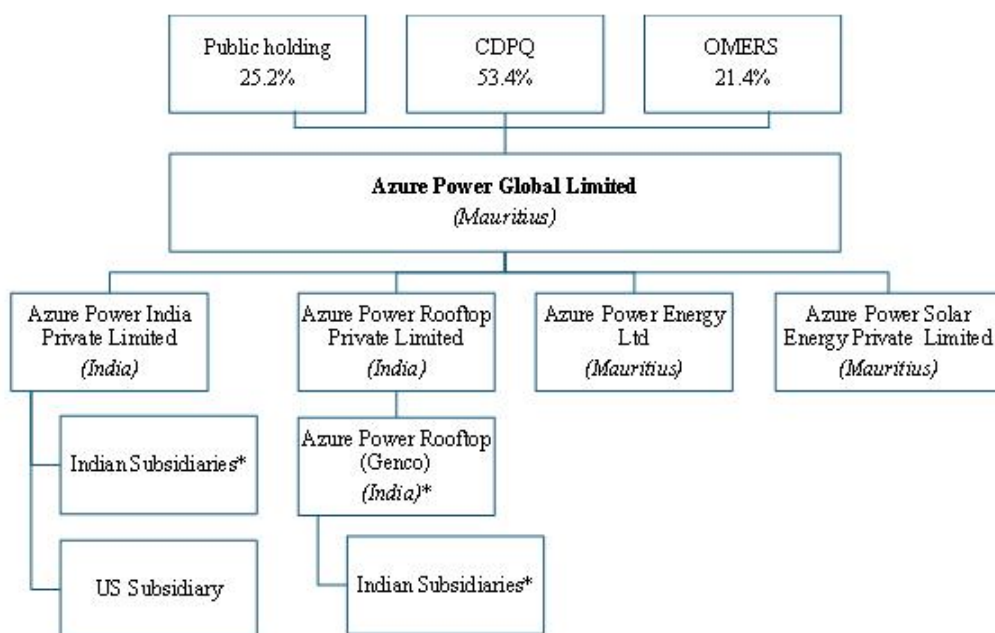 Public holding
25.2%
CDPQ
53.4%
OMERS
21.4%
Azure Power Global Limited
(Mauritius)
Azure Power India
Private Limited
(India)
Azure Power Rooftop
Private Limited
(India)
Azure Power Energy
Ltd
(Mauritius)
Azure Power Solar
Energy Private Limited
(Mauritius)
Indian Subsidiaries*
Azure Power Rooftop
(Genco)
(India)*
US Subsidiary
Indian Subsidiaries*